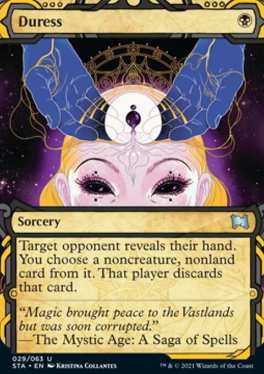 Duress
Sorcery
Target opponent reveals their hand.
You choose a noncreature, nonland
card from it. That player discards
that card.
“Magic brought peace to the Vastlands
but was soon corrupted.”
—The Mystic Age: A Saga of Spells
029/063 U
STA • EN Kristina Collantes
™ & © 2021 Wizards of the Coast